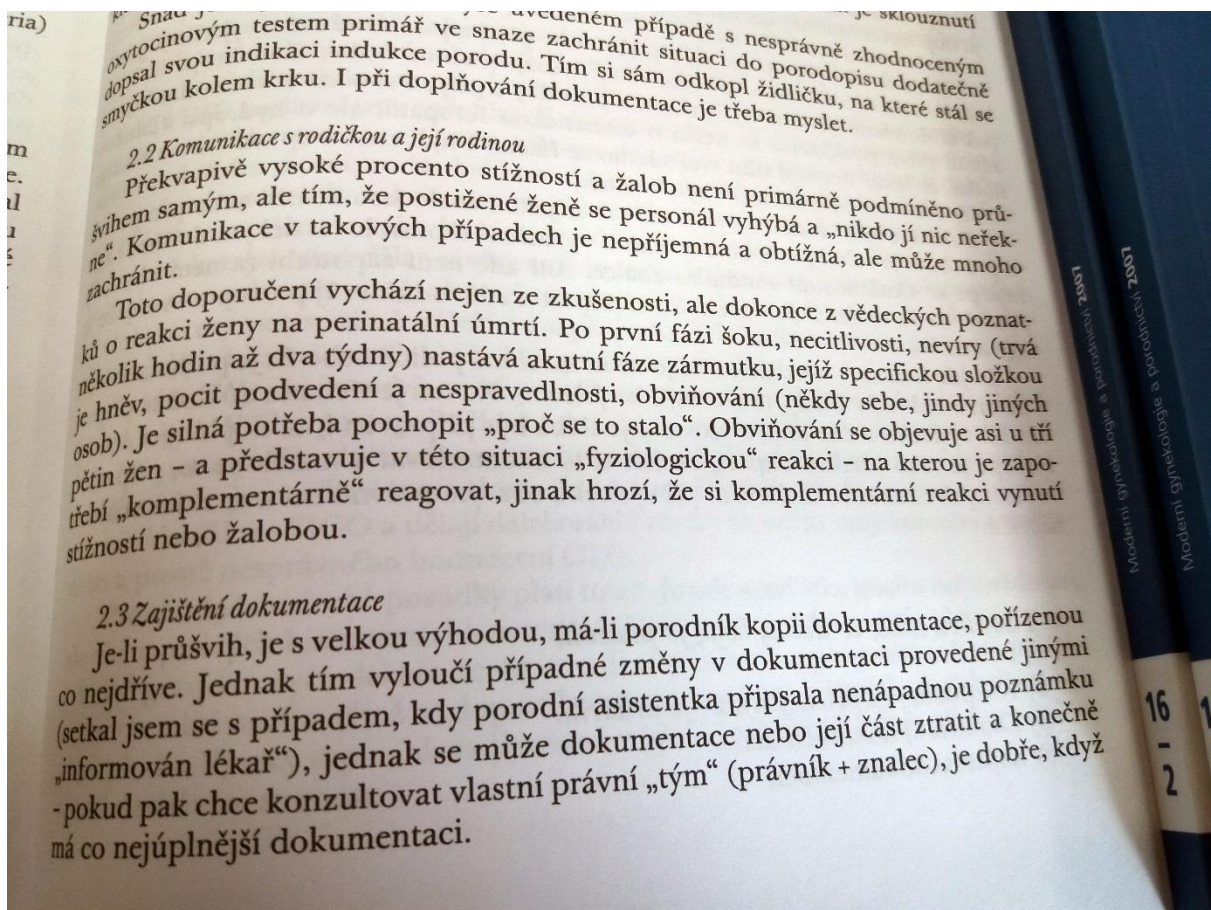 ria)
m
e.
al
u
é
Snad
uvedeném případě s nesprávně zhodnoceným
je sklouznutí
oxytocinovým testem primář ve snaze zachránit situaci do porodopisu dodatečně
dopsal svou indikaci indukce porodu. Tím si sám odkopl židličku, na které stál se
smyčkou kolem krku. I při doplňování dokumentace je třeba myslet.
2.2 Komunikace s rodičkou a její rodinou
Překvapivě vysoké procento stížností a žalob není primárně podmíněno prů-
švihem samým, ale tím, že postižené ženě se personál vyhýbá a „nikdo jí nic neřek-
ne“. Komunikace v takových případech je nepříjemná a obtížná, ale může mnoho
zachránit.
Toto doporučení vychází nejen ze zkušenosti, ale dokonce z vědeckých poznat-
ků o reakci ženy na perinatální úmrtí. Po první fázi šoku, necitlivosti, nevíry (trvá
několik hodin až dva týdny) nastává akutní fáze zármutku, jejíž specifickou složkou
je hněv, pocit podvedení a nespravedlnosti, obviňování (někdy sebe, jindy jiných
osob). Je silná potřeba pochopit „proč se to stalo“. Obviňování se objevuje asi u tří
pětin žen – a představuje v této situaci „fyziologickou“ reakci – na kterou je zapo-
třebí „komplementárně“ reagovat, jinak hrozí, že si komplementární reakci vynutí
stížností nebo žalobou.
2.3 Zajištění dokumentace
Je-li průšvih, je s velkou výhodou, má-li porodník kopii dokumentace, pořízenou
co nejdříve. Jednak tím vyloučí případné změny v dokumentaci provedené jinými
(setkal jsem se s případem, kdy porodní asistentka připsala nenápadnou poznámku
„informován lékař“), jednak se může dokumentace nebo její část ztratit a konečně
- pokud pak chce konzultovat vlastní právní „tým“ (právník + znalec), je dobře, když
má co nejúplnější dokumentaci.
Moderní gynekologie a porodnictví 2007
16
–
2
Moderní gynekologie a porodnictví 2007
1